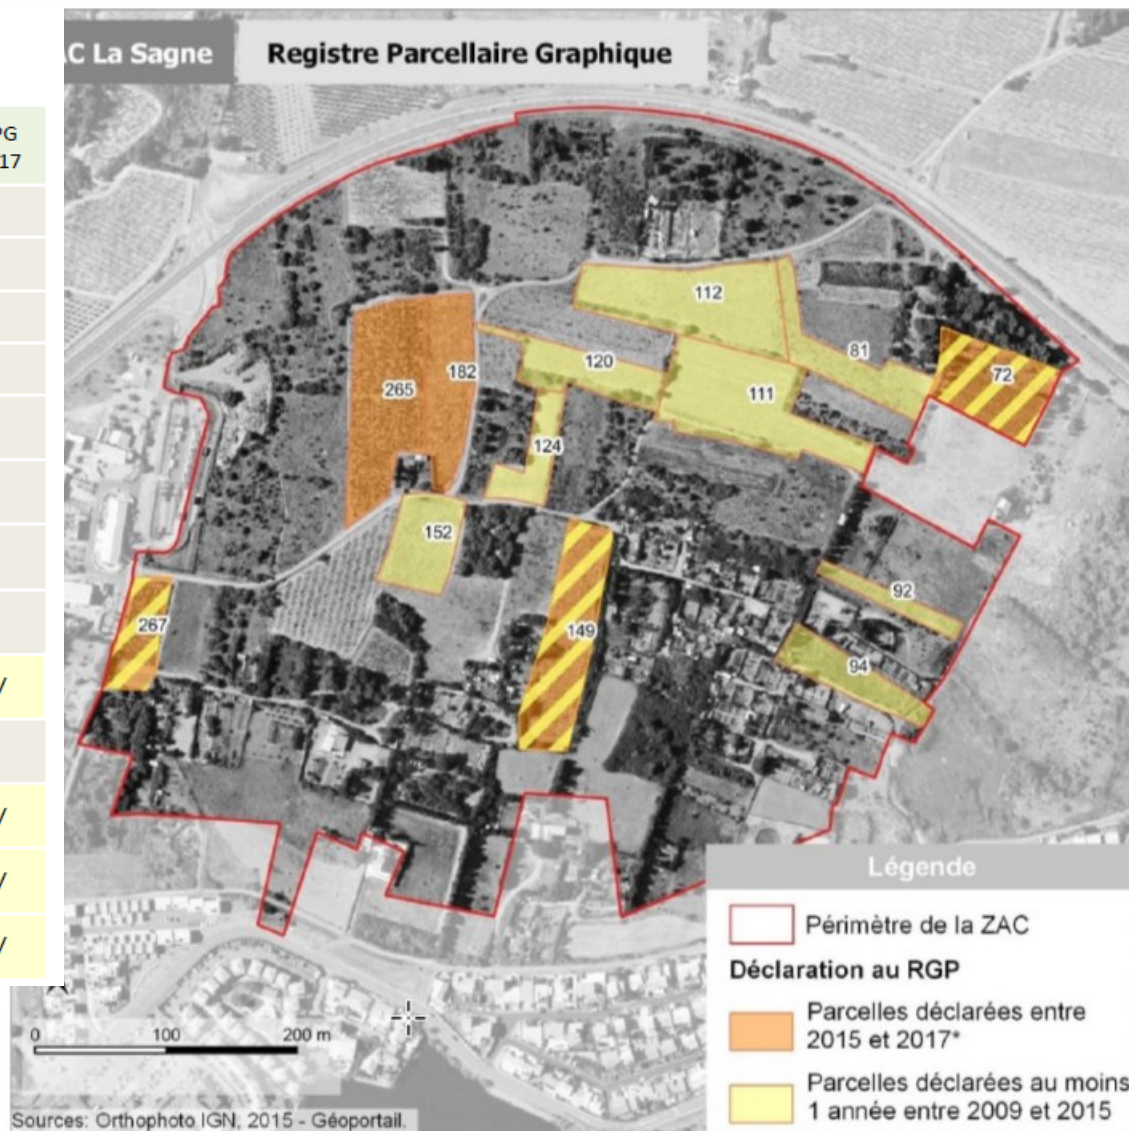 C La Sagne
Registre Parcellaire Graphique
PG
17
112
81
72
182
265
120
111
124
152
92
267
149
94
/
/
/
/
Légende
Périmètre de la ZAC
Déclaration au RGP
Parcelles déclarées entre
2015 et 2017*
Parcelles déclarées au moins
1 année entre 2009 et 2015
0 100 200 m
Sources: Orthophoto IGN, 2015 - Géoportail.